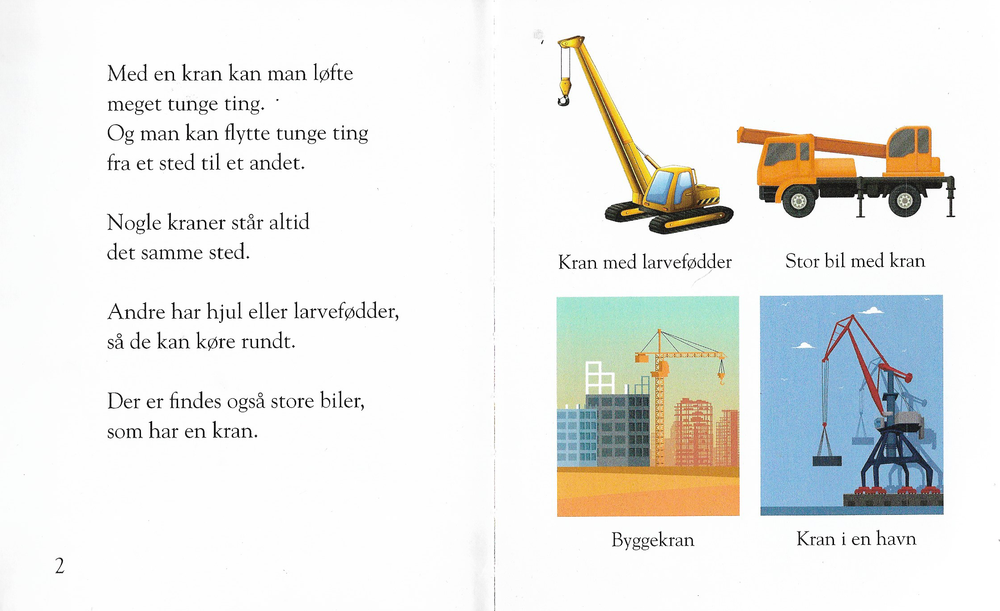 Med en kran kan man løfte
meget tunge ting.
Og man kan flytte tunge ting
fra et sted til et andet.
Nogle kraner står altid
det samme sted.
Andre har hjul eller larvefødder,
så de kan køre rundt.
Der er findes også store biler,
som har en kran.
2
Kran med larvefødder
Stor bil med kran
Byggekran
Kran i en havn